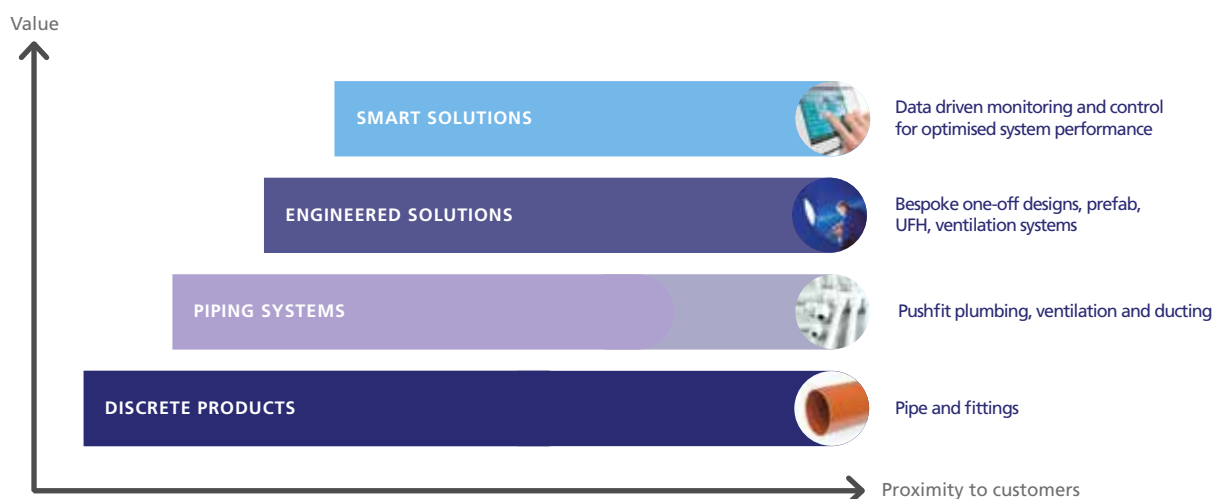 Value
SMART SOLUTIONS
Data driven monitoring and control
for optimised system performance
ENGINEERED SOLUTIONS
Bespoke one-off designs, prefab,
UFH, ventilation systems
PIPING SYSTEMS
Pushfit plumbing, ventilation and ducting
DISCRETE PRODUCTS
Pipe and fittings
Proximity to customers